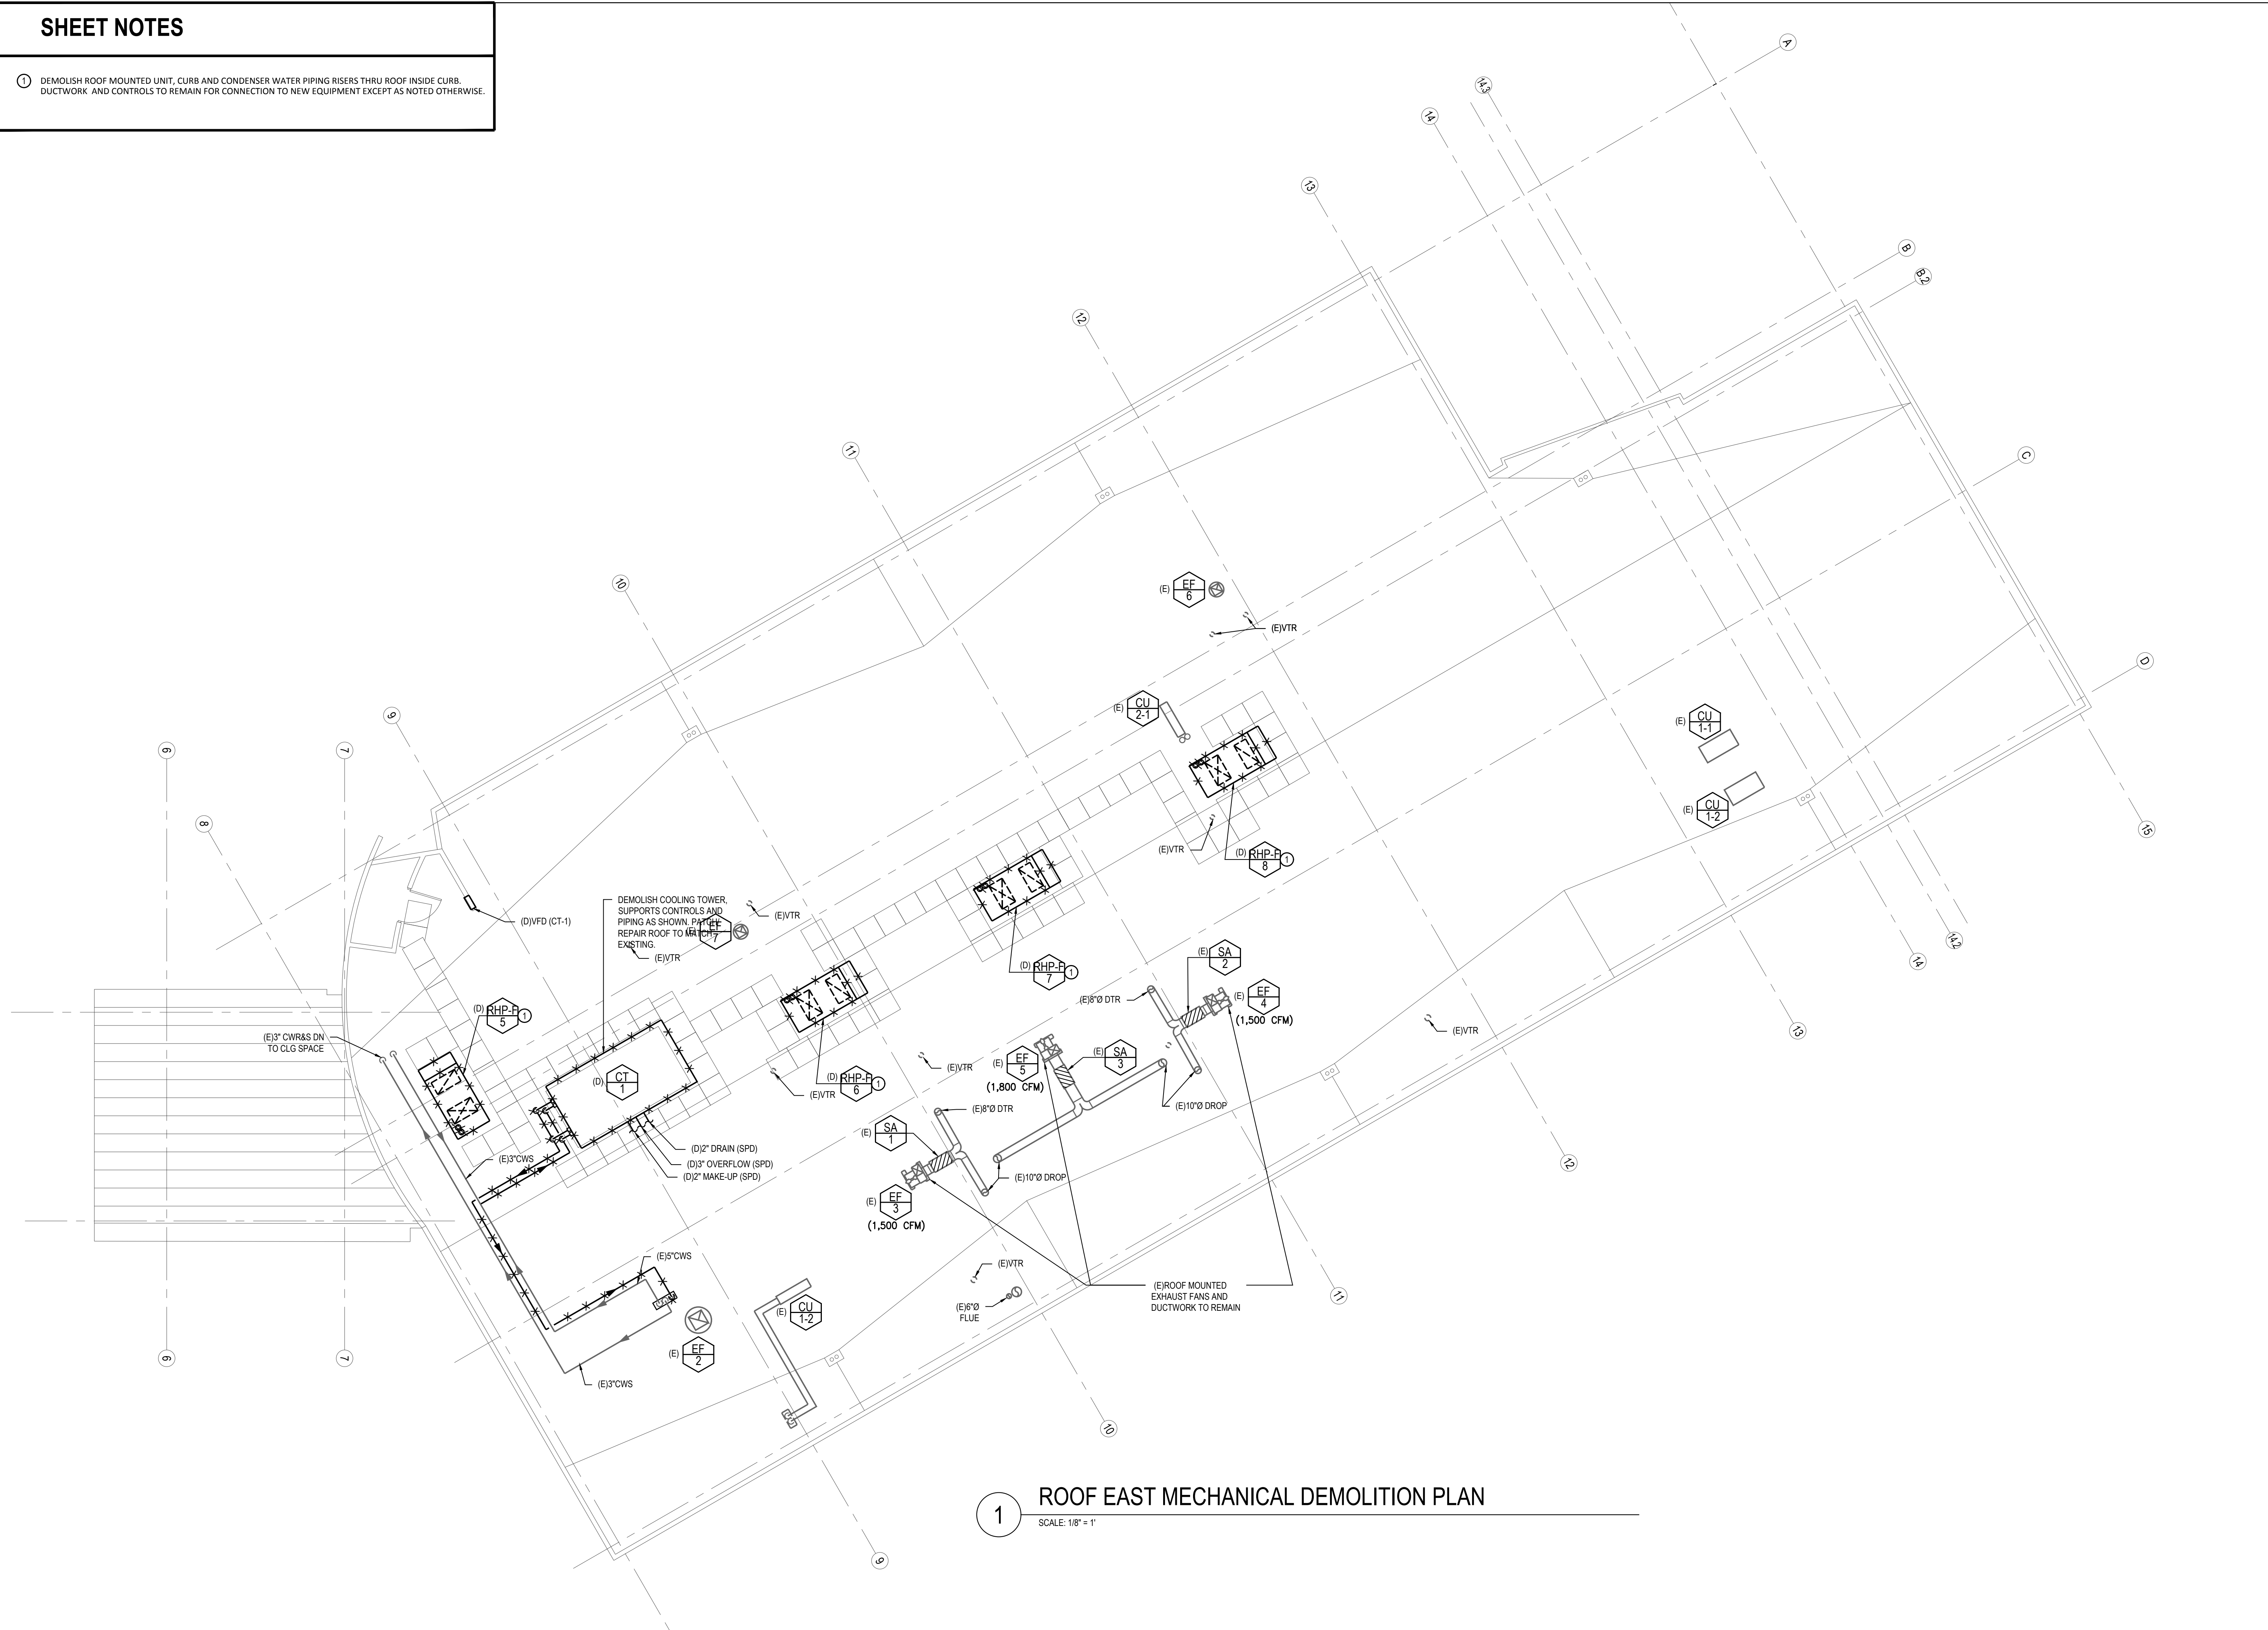 SHEET NOTES
1 DEMOLISH ROOF MOUNTED UNIT, CURB AND CONDENSER WATER PIPING RISERS THRU ROOF INSIDE CURB.
DUCTWORK AND CONTROLS TO REMAIN FOR CONNECTION TO NEW EQUIPMENT EXCEPT AS NOTED OTHERWISE.
A
14.3
14
13
B
B.2
12
11
C
10
(E) EF
6
(E)VTR
D
(E) CU
2-1
(E) CU
1-1
9
6
7
(E) CU
1-2
8
15
(E)VTR
(D) RHP-F 1
8
DEMOLISH COOLING TOWER,
SUPPORTS CONTROLS AND
PIPING AS SHOWN. PATCH
REPAIR ROOF TO MATCH
EXISTING.
(E) EF
7
(E)VTR
(D)VFD (CT-1)
(E)VTR
14.2
14
(E) SA
2
(D) RHP-F 1
7
(E)8"Ø DTR
(E) EF
4
(1,500 CFM)
(D) RHP-F 1
5
(E)VTR
13
(E)3" CWR&S DN
TO CLG SPACE
(E) SA
3
(E) EF
5
(1,800 CFM)
(E)VTR
(D) CT
1
(D) RHP-F 1
6
(E)VTR
(E)10"Ø DROP
(E)8"Ø DTR
(E) SA
1
(D)2" DRAIN (SPD)
(D)3" OVERFLOW (SPD)
(D)2" MAKE-UP (SPD)
(E)3"CWS
12
(E)10"Ø DROP
(E) EF
3
(1,500 CFM)
(E)5"CWS
(E)VTR
(E)ROOF MOUNTED
EXHAUST FANS AND
DUCTWORK TO REMAIN
11
(E)6"Ø
FLUE
(E) CU
1-2
(E) EF
2
6
7
(E)3"CWS
10
1 ROOF EAST MECHANICAL DEMOLITION PLAN
SCALE: 1/8" = 1'
9